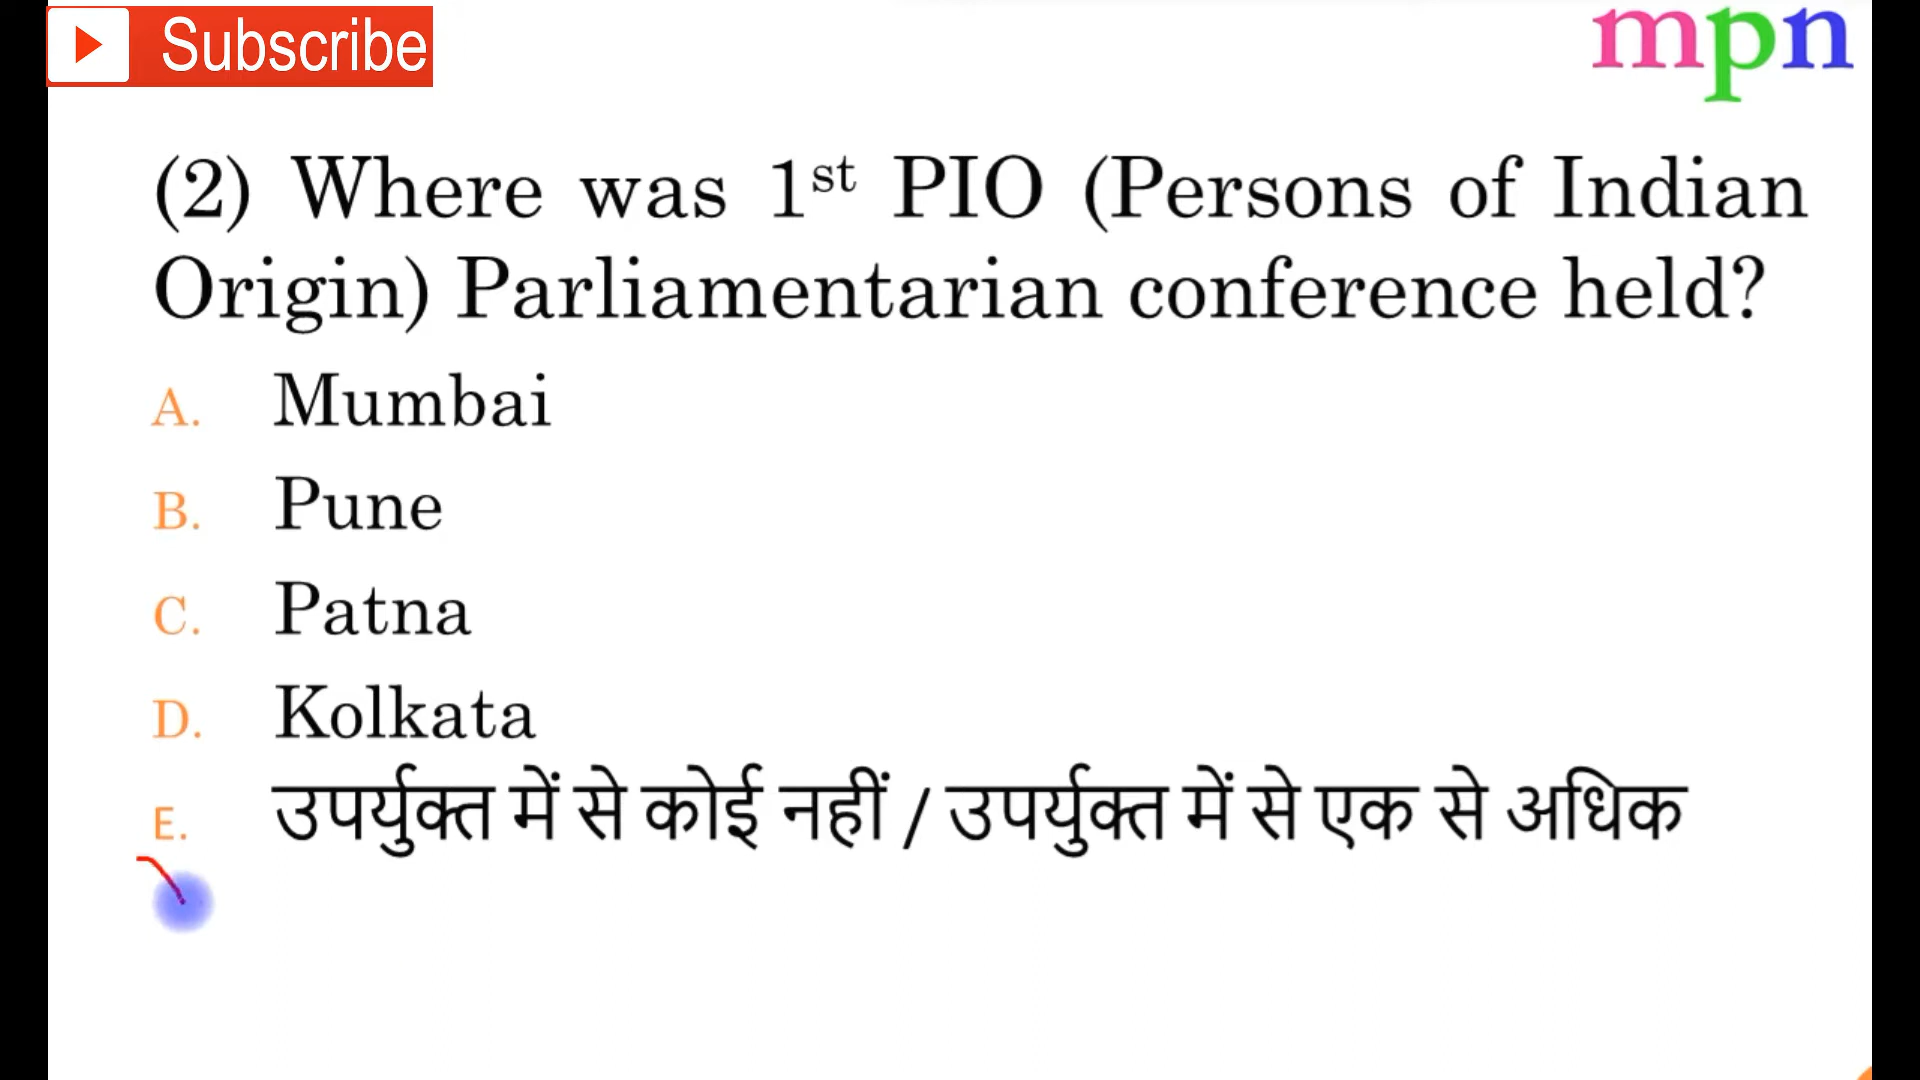 Subscribe
mpn
(2) Where was 1st PIO (Persons of Indian
Origin) Parliamentarian conference held?
A. Mumbai
B. Pune
C. Patna
D. Kolkata
E. उपर्युक्त में से कोई नहीं / उपर्युक्त में से एक से अधिक